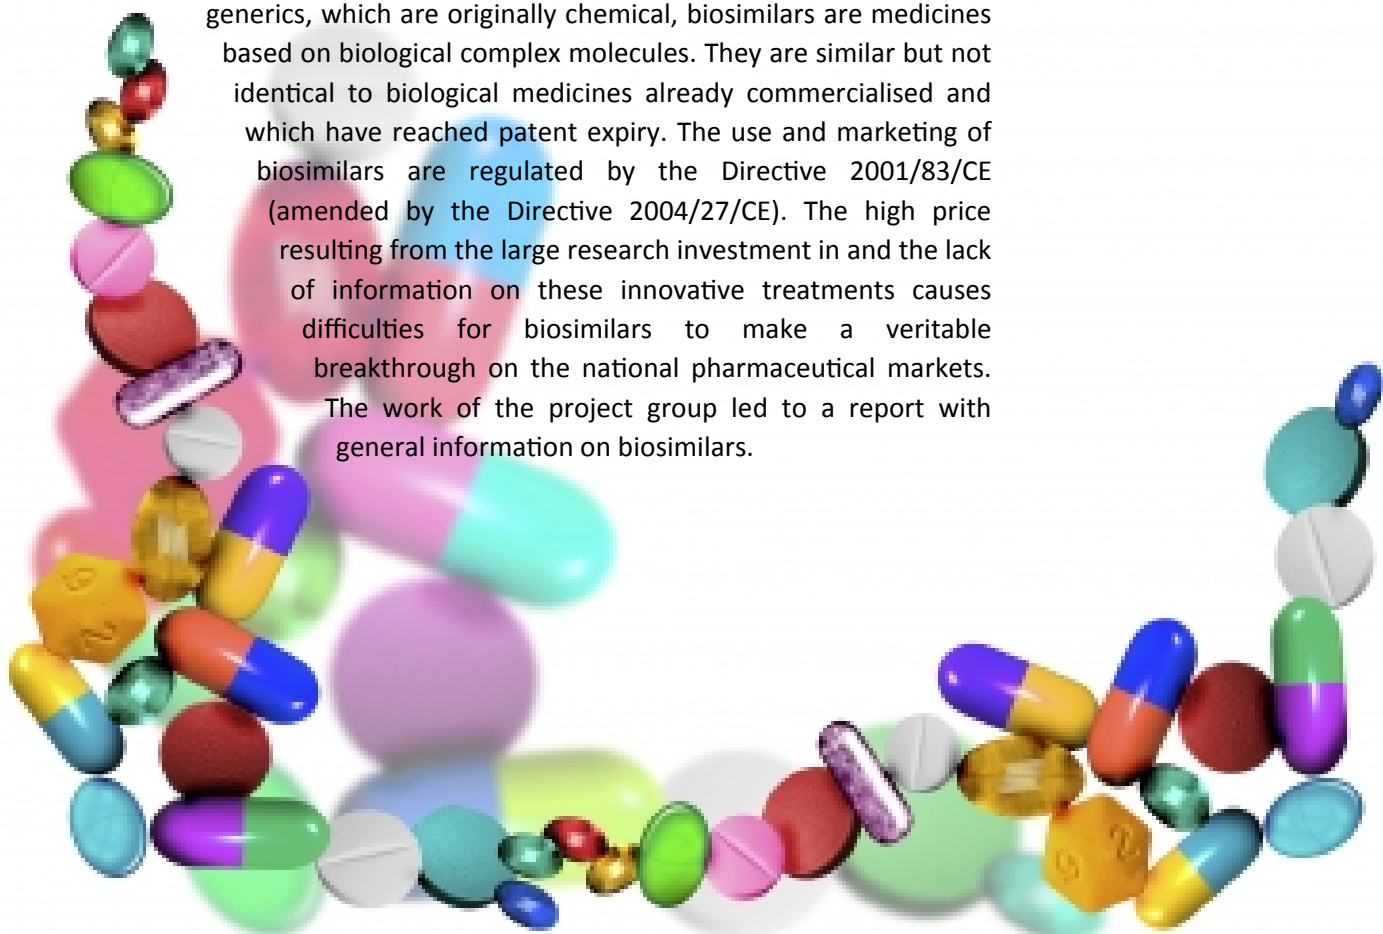 generics, which are originally chemical, biosimilars are medicines
based on biological complex molecules. They are similar but not
identical to biological medicines already commercialised and
which have reached patent expiry. The use and marketing of
biosimilars are regulated by the Directive 2001/83/CE
(amended by the Directive 2004/27/CE). The high price
resulting from the large research investment in and the lack
of information on these innovative treatments causes
difficulties for biosimilars to make a veritable
breakthrough on the national pharmaceutical markets.
The work of the project group led to a report with
general information on biosimilars.